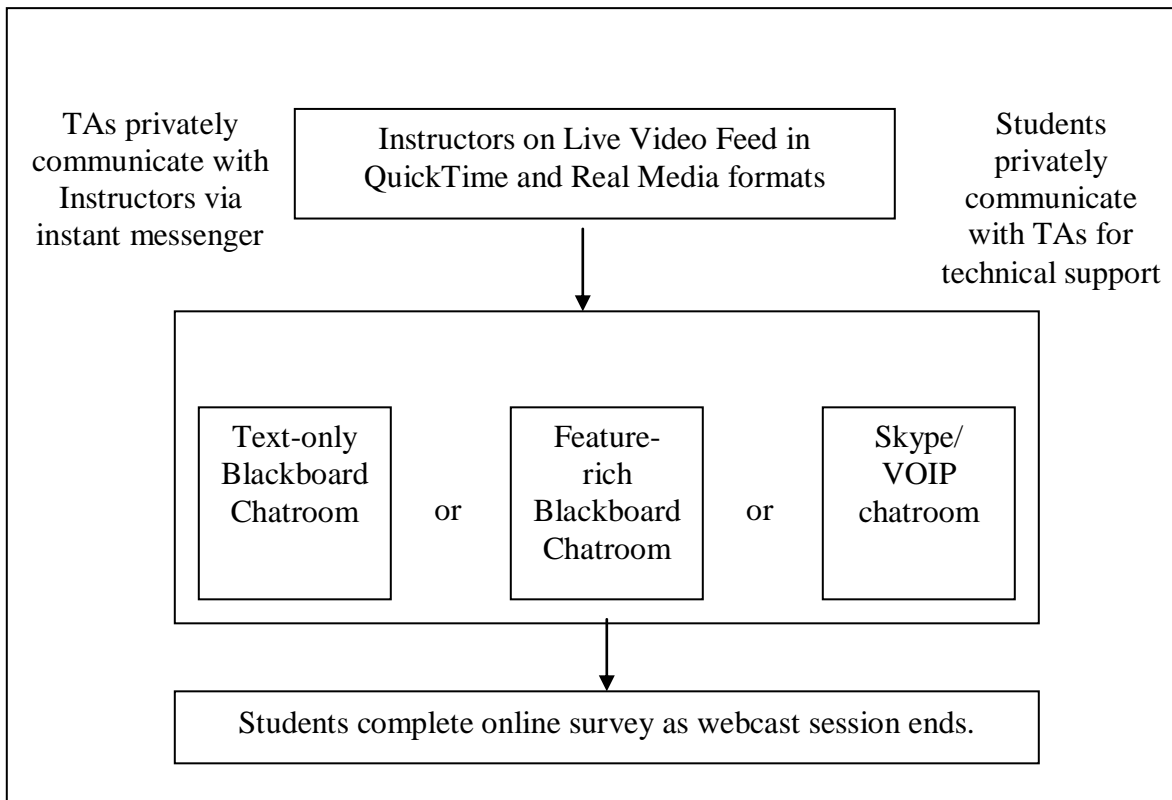 TAs privately
communicate with
Instructors via
instant messenger
Instructors on Live Video Feed in
QuickTime and Real Media formats
Students
privately
communicate
with TAs for
technical support
Text-only
Blackboard
Chatroom
or
Feature-
rich
Blackboard
Chatroom
or
Skype/
VOIP
chatroom
Students complete online survey as webcast session ends.